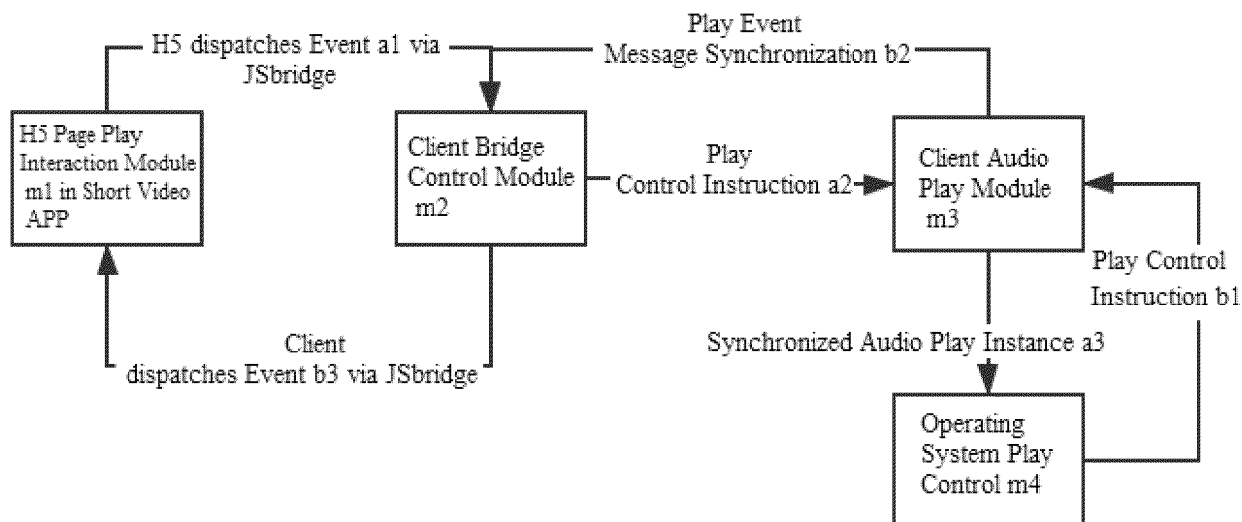 H5 dispatches Event a1 via
JSbridge
Play Event
Message Synchronization b2
H5 Page Play
Interaction Module
m1 in Short Video
APP
Client Bridge
Control Module
m2
Play
Control Instruction a2
Client Audio
Play Module
m3
Play Control
Instruction b1
Client
dispatches Event b3 via JSbridge
Synchronized Audio Play Instance a3
Operating
System Play
Control m4